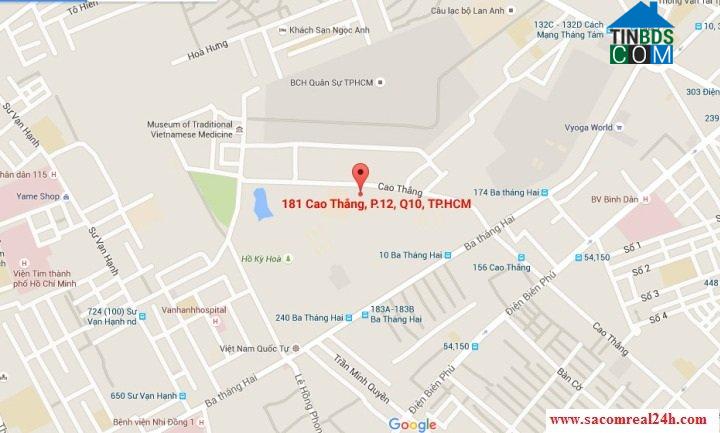 Tô Hiến
Hoà Hưng
Khách San Ngọc Anh
Câu lạc bộ Lan Anh
132C - 132D Cách
Mạng Tháng Tám
TINBDS
COM
10,
303 Điện
239
BCH Quân Sự TPHCM
Museum of Traditional
Vietnamese Medicine
Vyoga World
Sư Vạn Hạnh
hân dân 115
Yame Shop
Cao Thắng
174 Ba tháng Hai
BV Bình Dân
181 Cao Thắng, P.12, Q10, TP.HCM
Ba tháng Hai
Sư Vạn Hạnh
Hồ Kỳ Hoà
10 Ba Tháng Hai
156 Cao Thắng
54,150
Số 1
Số 2
Số 3
Số 4
448
Viện Tim thành
phố Hồ Chí Minh
724 (100) Sư
Vạn Hạnh nd
Vanhanhhospital
240 Ba Tháng Hai
183A-183B
Ba Tháng Hai
Điện Biên Phủ
Cao Thắng
Việt Nam Quốc Tự
54,150
Trần Minh Quyền
Bàn Cờ
650 Sư Vạn Hạnh
Ba tháng Hai
Lê Hồng Phong
Điện Biên Phủ
Bệnh viện Nhi Đồng 1
Google
www.sacomreal24h.com